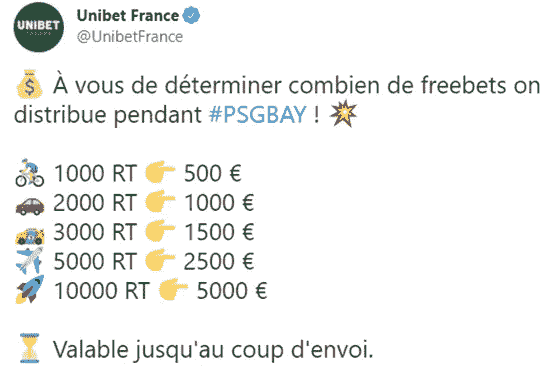 UNIBET
Unibet France
@UnibetFrance
💰 À vous de déterminer combien de freebets on
distribue pendant #PSGBAY ! 💥
🚴 1000 RT 👉 500 €
🚗 2000 RT 👉 1000 €
🏎️ 3000 RT 👉 1500 €
✈️ 5000 RT 👉 2500 €
🚀 10000 RT 👉 5000 €
⏳ Valable jusqu'au coup d'envoi.